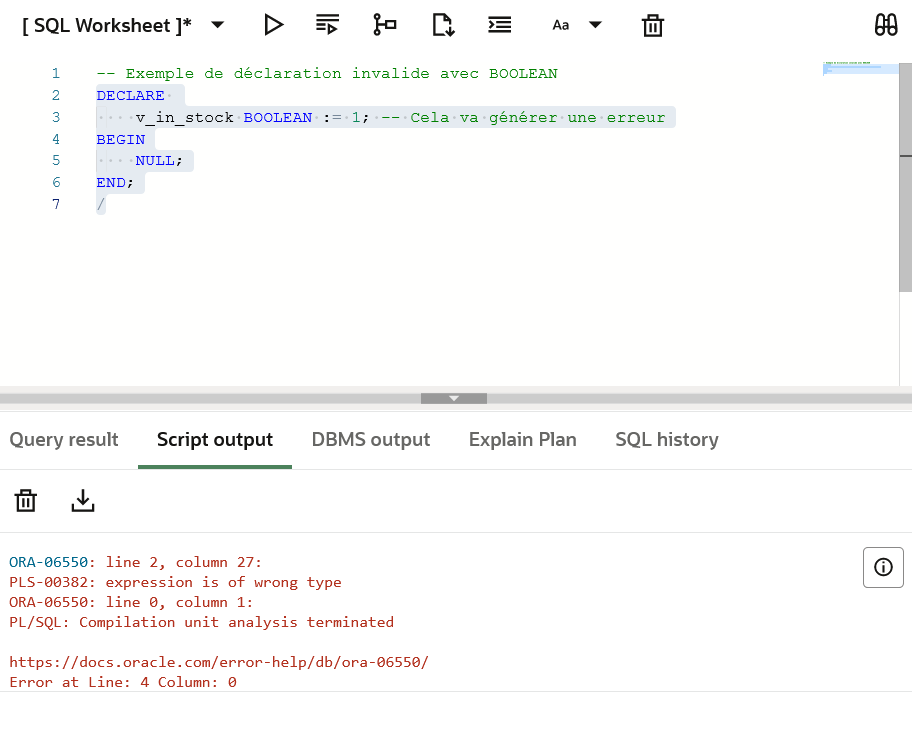 [ SQL Worksheet ]*
Aa
1 -- Exemple de déclaration invalide avec BOOLEAN
2 DECLARE
3     v_in_stock BOOLEAN := 1; -- Cela va générer une erreur
4 BEGIN
5     NULL;
6 END;
7 /
Query result Script output DBMS output Explain Plan SQL history
ORA-06550: line 2, column 27:
PLS-00382: expression is of wrong type
ORA-06550: line 0, column 1:
PL/SQL: Compilation unit analysis terminated
https://docs.oracle.com/error-help/db/ora-06550/
Error at Line: 4 Column: 0